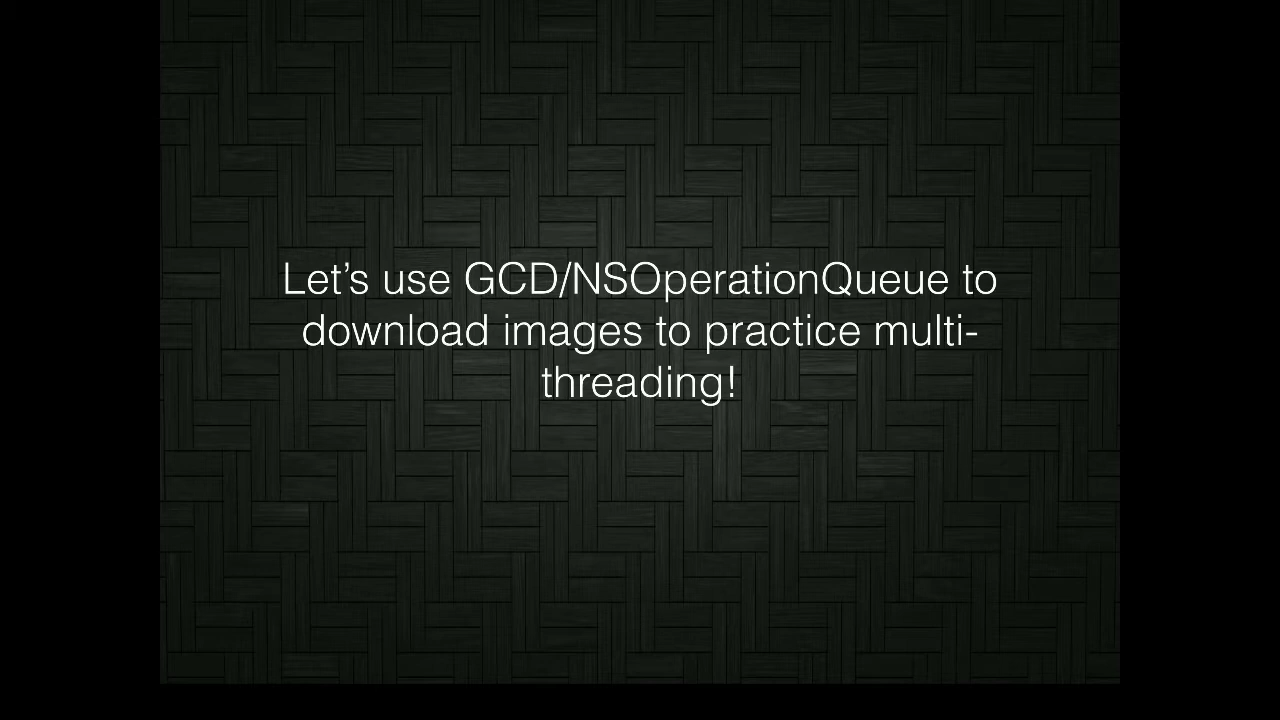 Let’s use GCD/NSOperationQueue to
download images to practice multi-
threading!